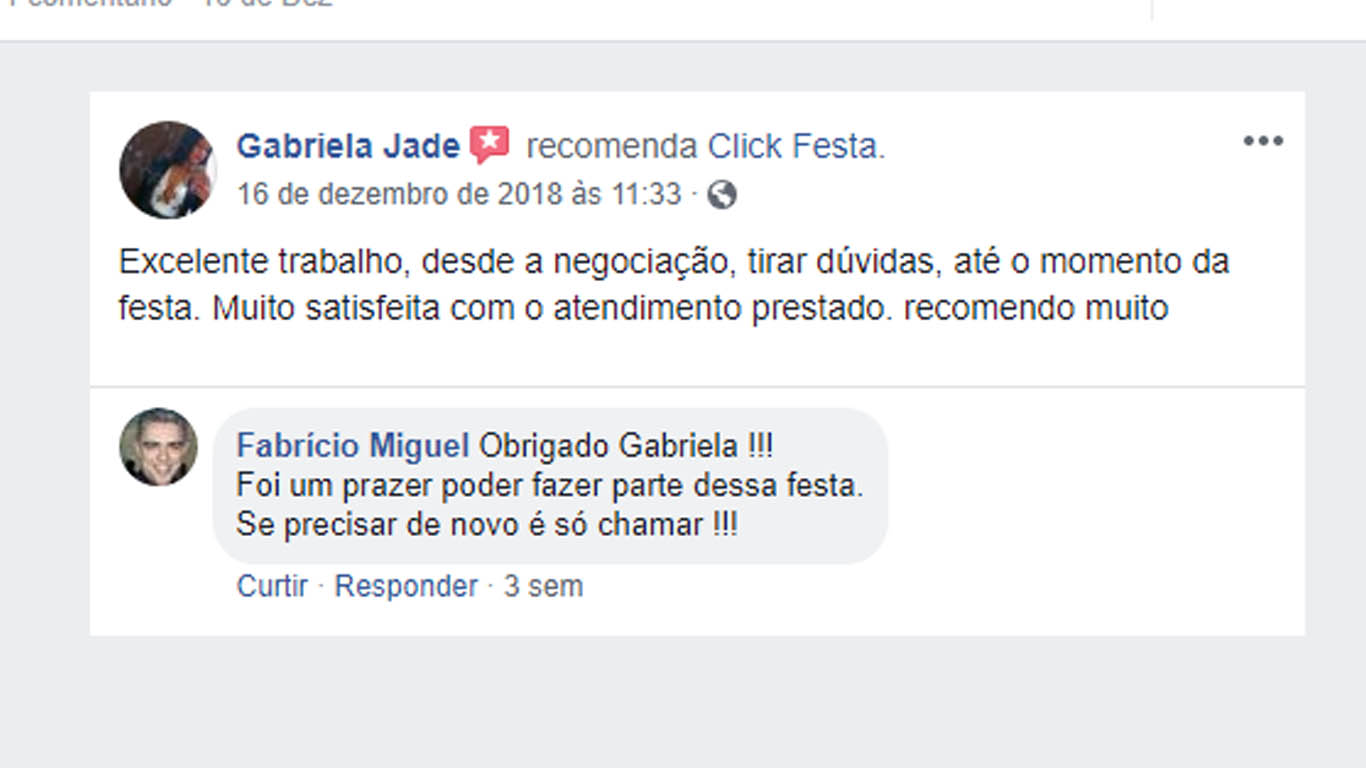 Gabriela Jade recomenda Click Festa.
16 de dezembro de 2018 às 11:33 ·
Excelente trabalho, desde a negociação, tirar dúvidas, até o momento da
festa. Muito satisfeita com o atendimento prestado. recomendo muito
Fabrício Miguel Obrigado Gabriela !!!
Foi um prazer poder fazer parte dessa festa.
Se precisar de novo é só chamar !!!
Curtir · Responder · 3 sem